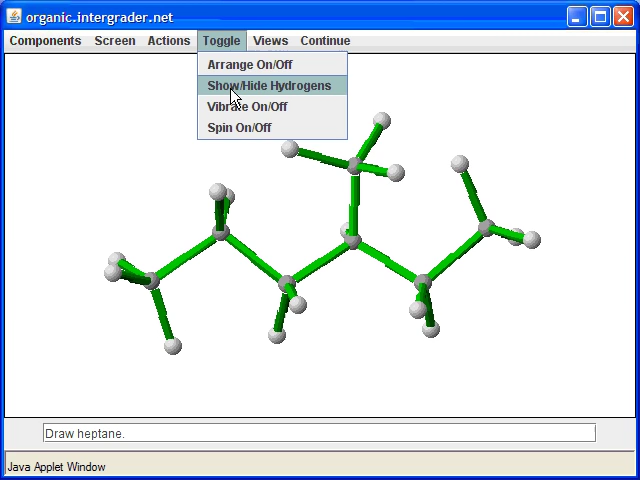 organic.intergrader.net
Components Screen Actions Toggle Views Continue
Arrange On/Off
Show/Hide Hydrogens
Vibrate On/Off
Spin On/Off
Draw heptane.
Java Applet Window